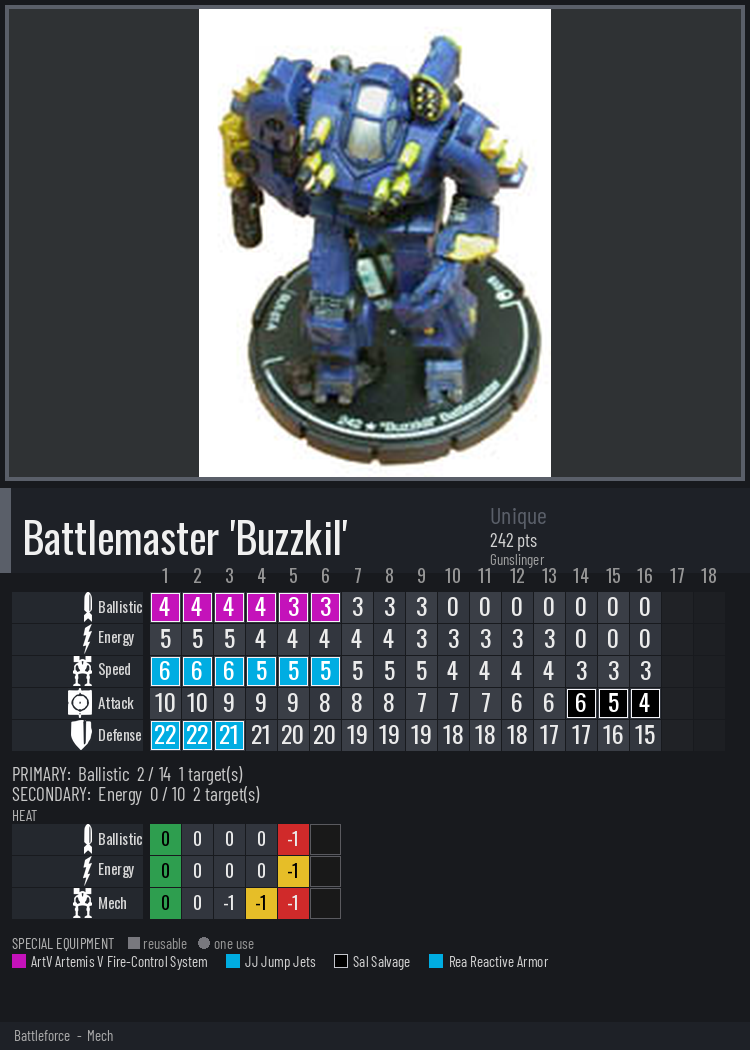 242 ★ "Buzzkil" Battlemaster
Battlemaster 'Buzzkil'
Unique
242 pts
Gunslinger
1 2 3 4 5 6 7 8 9 10 11 12 13 14 15 16 17 18
Ballistic 4 4 4 4 3 3 3 3 3 0 0 0 0 0 0 0
Energy 5 5 5 4 4 4 4 4 3 3 3 3 3 0 0 0
Speed 6 6 6 5 5 5 5 5 5 4 4 4 4 3 3 3
Attack 10 10 9 9 9 8 8 8 7 7 7 6 6 6 5 4
Defense 22 22 21 21 20 20 19 19 19 18 18 18 17 17 16 15
PRIMARY: Ballistic 2 / 14 1 target(s)
SECONDARY: Energy 0 / 10 2 target(s)
HEAT
Ballistic 0 0 0 0 -1
Energy 0 0 0 0 -1
Mech 0 0 -1 -1 -1
SPECIAL EQUIPMENT reusable one use
ArtV Artemis V Fire-Control System JJ Jump Jets Sal Salvage Rea Reactive Armor
Battleforce - Mech